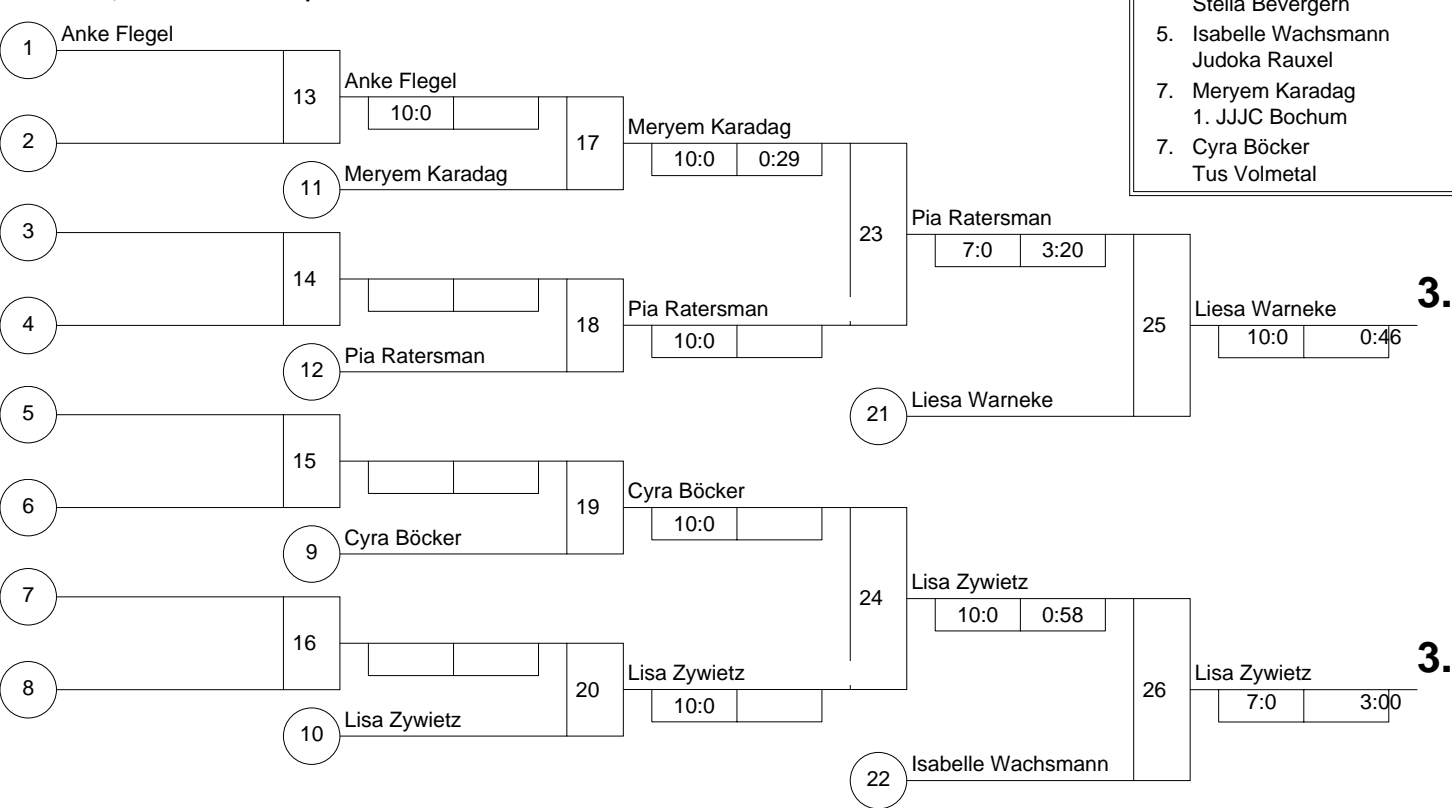 Stella Bevergern
5. Isabelle Wachsmann
Judoka Rauxel
7. Meryem Karadag
1. JJJC Bochum
7. Cyra Böcker
Tus Volmetal
1 Anke Flegel
13 Anke Flegel
10:0
2
17 Meryem Karadag
10:0 0:29
11 Meryem Karadag
3
23 Pia Ratersman
7:0 3:20
14
4
18 Pia Ratersman
10:0
12 Pia Ratersman
25 Liesa Warneke 3.
10:0 0:46
5
21 Liesa Warneke
15
6
19 Cyra Böcker
10:0
9 Cyra Böcker
7
24 Lisa Zywietz
10:0 0:58
16
8
20 Lisa Zywietz
10:0
10 Lisa Zywietz
26 Lisa Zywietz 3.
7:0 3:00
22 Isabelle Wachsmann